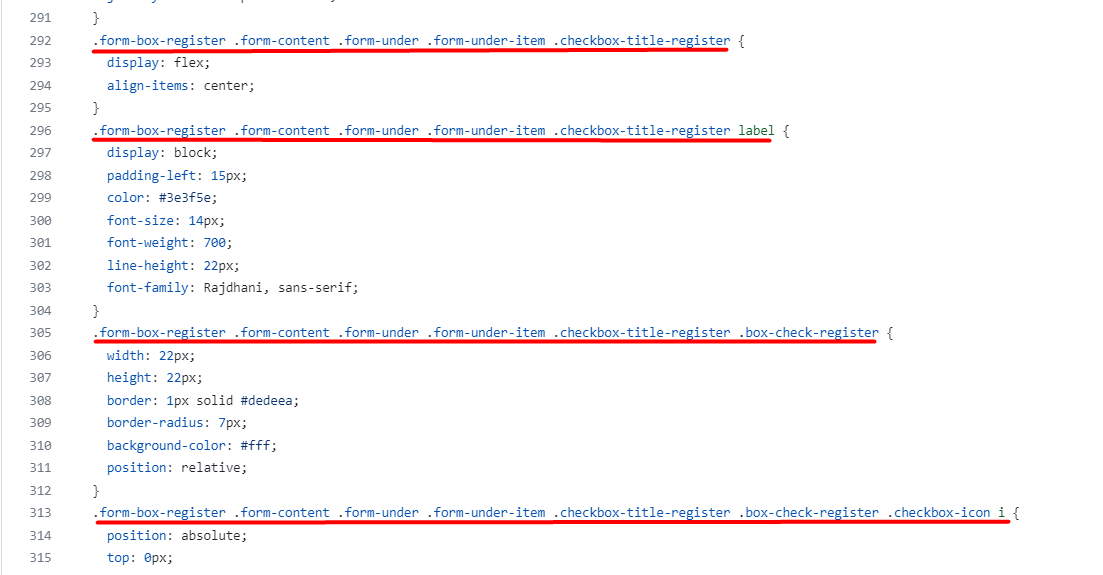 291 }
292 .form-box-register .form-content .form-under .form-under-item .checkbox-title-register {
293 display: flex;
294 align-items: center;
295 }
296 .form-box-register .form-content .form-under .form-under-item .checkbox-title-register label {
297 display: block;
298 padding-left: 15px;
299 color: #3e3f5e;
300 font-size: 14px;
301 font-weight: 700;
302 line-height: 22px;
303 font-family: Rajdhani, sans-serif;
304 }
305 .form-box-register .form-content .form-under .form-under-item .checkbox-title-register .box-check-register {
306 width: 22px;
307 height: 22px;
308 border: 1px solid #dedeea;
309 border-radius: 7px;
310 background-color: #fff;
311 position: relative;
312 }
313 .form-box-register .form-content .form-under .form-under-item .checkbox-title-register .box-check-register .checkbox-icon i {
314 position: absolute;
315 top: 0px;